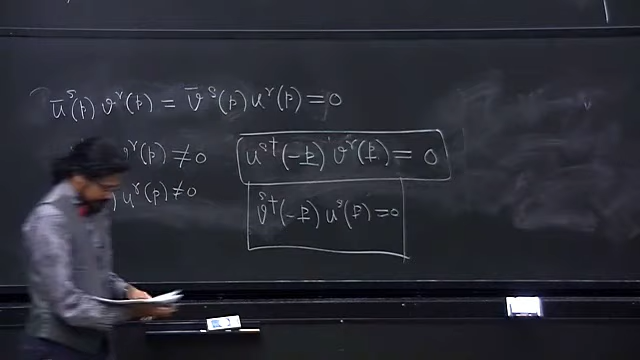 ū^s(p) v^r(p) = v̄^s(p) u^r(p) = 0
v^r(p) ≠ 0
u^r(p) ≠ 0
u^{s†}(-p) v^r(p) = 0
v^{s†}(-p) u^s(p) = 0